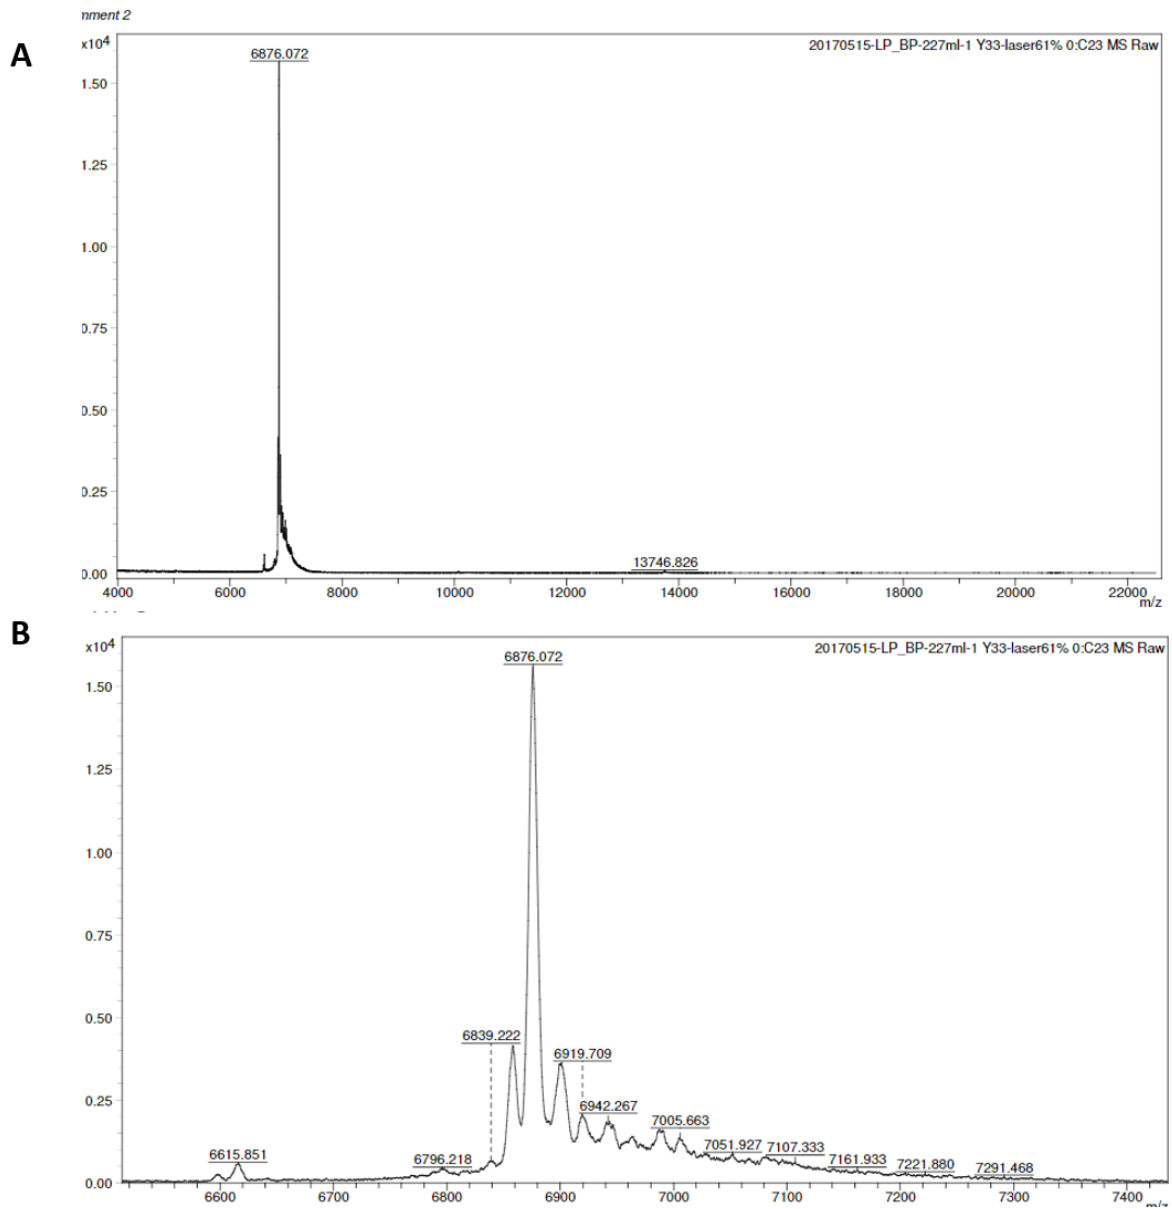 nment 2
A
x10⁴
20170515-LP_BP-227ml-1 Y33-laser61% 0:C23 MS Raw
6876.072
1.50
1.25
1.00
0.75
0.50
0.25
13746.826
0.00
4000 6000 8000 10000 12000 14000 16000 18000 20000 22000
m/z
B
x10⁴
20170515-LP_BP-227ml-1 Y33-laser61% 0:C23 MS Raw
6876.072
1.50
1.25
1.00
0.75
0.50
6839.222
6919.709
0.25
6942.267
7005.663
7051.927 7107.333
6615.851
6796.218
7161.933
7221.880
7291.468
0.00
6600 6700 6800 6900 7000 7100 7200 7300 7400
m/z